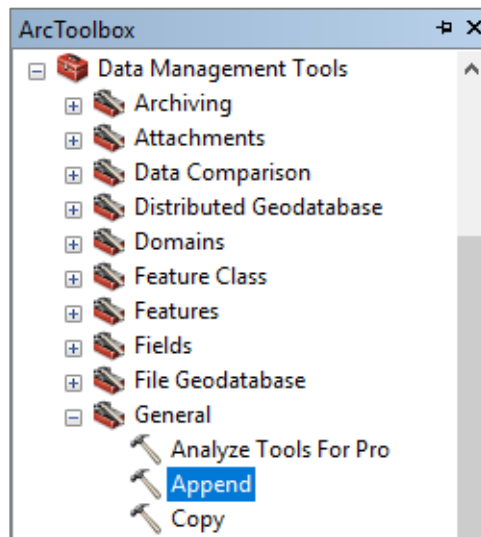 ArcToolbox
Data Management Tools
Archiving
Attachments
Data Comparison
Distributed Geodatabase
Domains
Feature Class
Features
Fields
File Geodatabase
General
Analyze Tools For Pro
Append
Copy